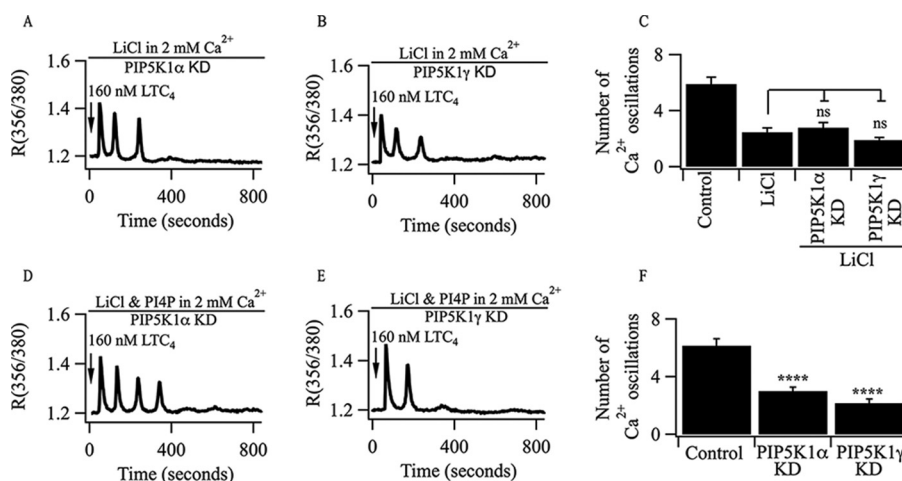 A
LiCl in 2 mM Ca²⁺
PIP5K1α KD
160 nM LTC₄
R(356/380)
1.6
1.4
1.2
0
400
800
Time (seconds)
B
LiCl in 2 mM Ca²⁺
PIP5K1γ KD
160 nM LTC₄
R(356/380)
1.6
1.4
1.2
0
400
800
Time (seconds)
C
Number of
Ca²⁺ oscillations
8
4
0
ns
ns
Control
LiCl
PIP5K1α
KD
PIP5K1γ
KD
LiCl
D
LiCl & PI4P in 2 mM Ca²⁺
PIP5K1α KD
160 nM LTC₄
R(356/380)
1.6
1.4
1.2
0
400
800
Time (seconds)
E
LiCl & PI4P in 2 mM Ca²⁺
PIP5K1γ KD
160 nM LTC₄
R(356/380)
1.6
1.4
1.2
0
400
800
Time (seconds)
F
Number of
Ca²⁺ oscillations
8
4
0
****
****
Control
PIP5K1α
KD
PIP5K1γ
KD